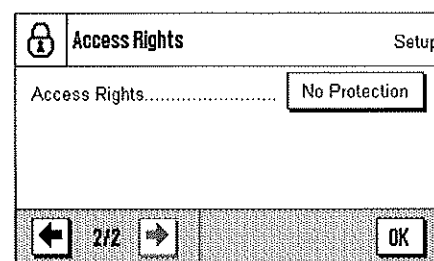 Access Rights Setup
Access Rights...................... No Protection
2/2 OK